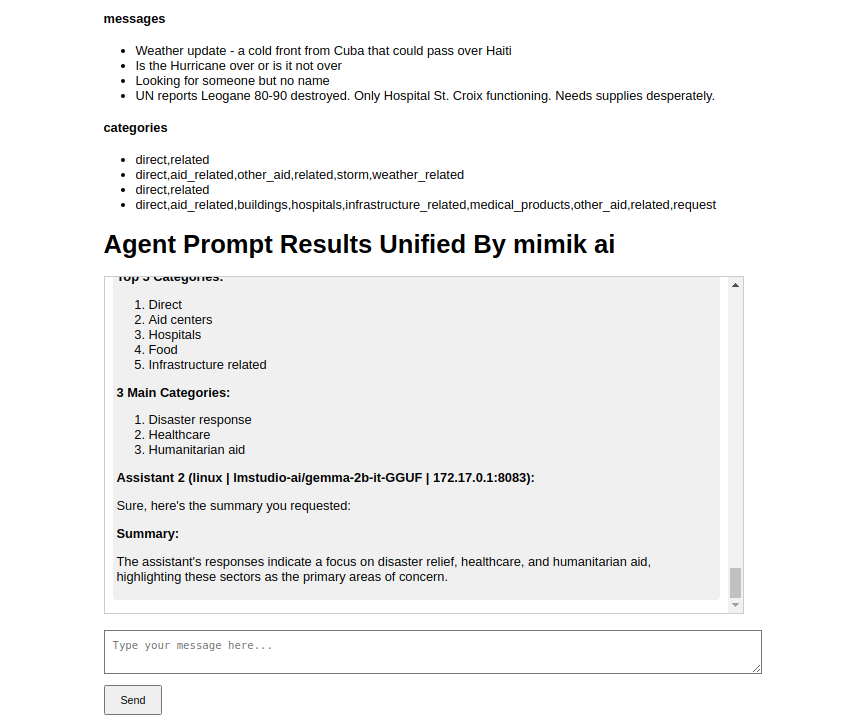 messages
Weather update - a cold front from Cuba that could pass over Haiti
Is the Hurricane over or is it not over
Looking for someone but no name
UN reports Leogane 80-90 destroyed. Only Hospital St. Croix functioning. Needs supplies desperately.
categories
direct,related
direct,aid_related,other_aid,related,storm,weather_related
direct,related
direct,aid_related,buildings,hospitals,infrastructure_related,medical_products,other_aid,related,request
Agent Prompt Results Unified By mimik ai
Top 5 Categories:
1. Direct
2. Aid centers
3. Hospitals
4. Food
5. Infrastructure related
3 Main Categories:
1. Disaster response
2. Healthcare
3. Humanitarian aid
Assistant 2 (linux | lmstudio-ai/gemma-2b-it-GGUF | 172.17.0.1:8083):
Sure, here's the summary you requested:
Summary:
The assistant's responses indicate a focus on disaster relief, healthcare, and humanitarian aid,
highlighting these sectors as the primary areas of concern.
Type your message here...
Send